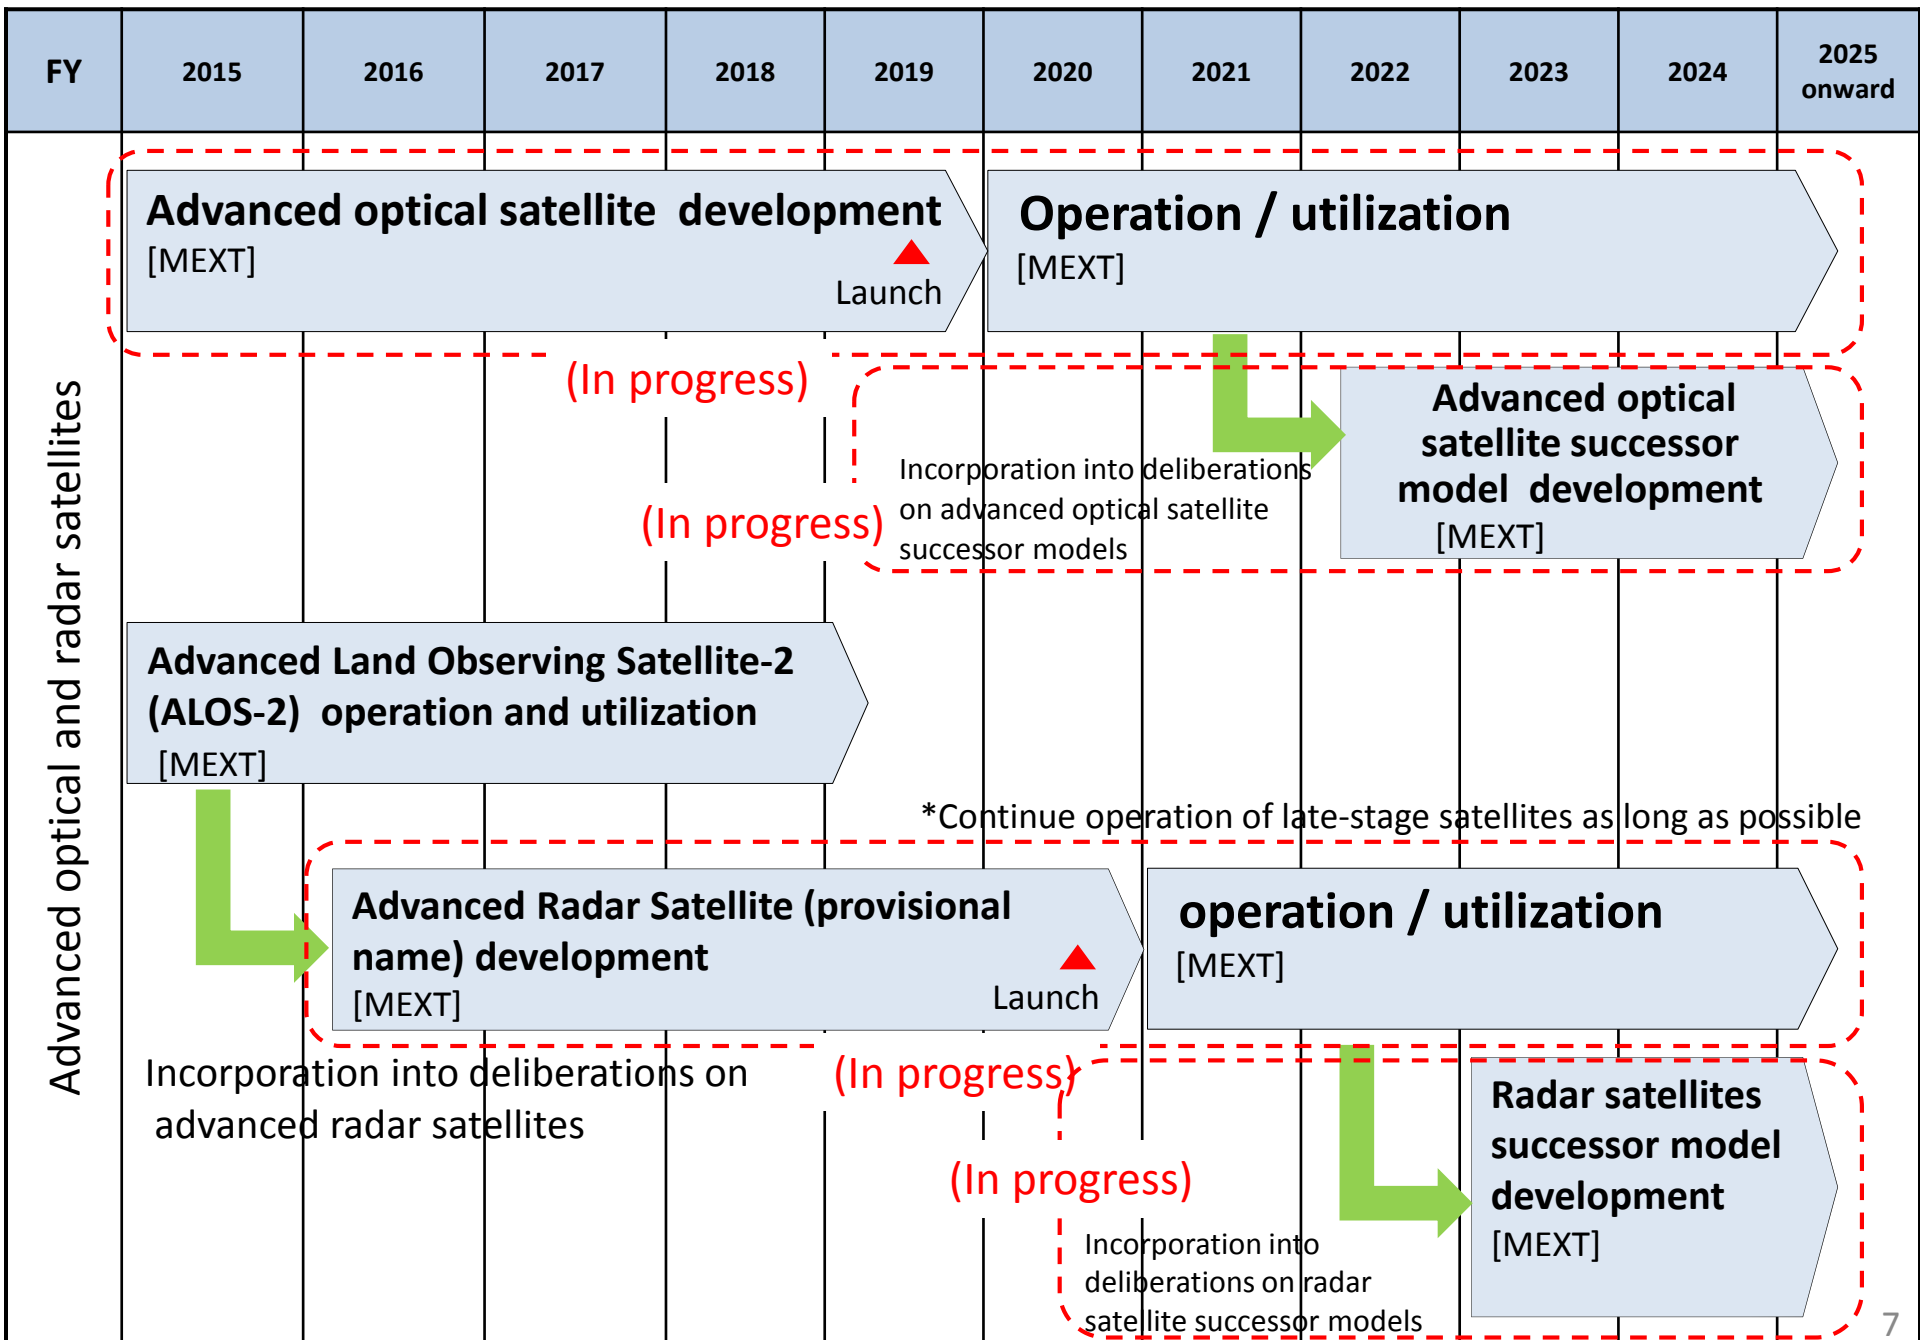 FY
2015
2016
2017
2018
2019
2020
2021
2022
2023
2024
2025
onward
Advanced optical and radar satellites
Advanced optical satellite development
[MEXT]
Launch
Operation / utilization
[MEXT]
(In progress)
Advanced optical
satellite successor
model development
[MEXT]
Incorporation into deliberations
on advanced optical satellite
successor models
(In progress)
Advanced Land Observing Satellite-2
(ALOS-2) operation and utilization
[MEXT]
*Continue operation of late-stage satellites as long as possible
Advanced Radar Satellite (provisional
name) development
[MEXT]
Launch
operation / utilization
[MEXT]
Incorporation into deliberations on
advanced radar satellites
(In progress)
Radar satellites
successor model
development
[MEXT]
(In progress)
Incorporation into
deliberations on radar
satellite successor models
7